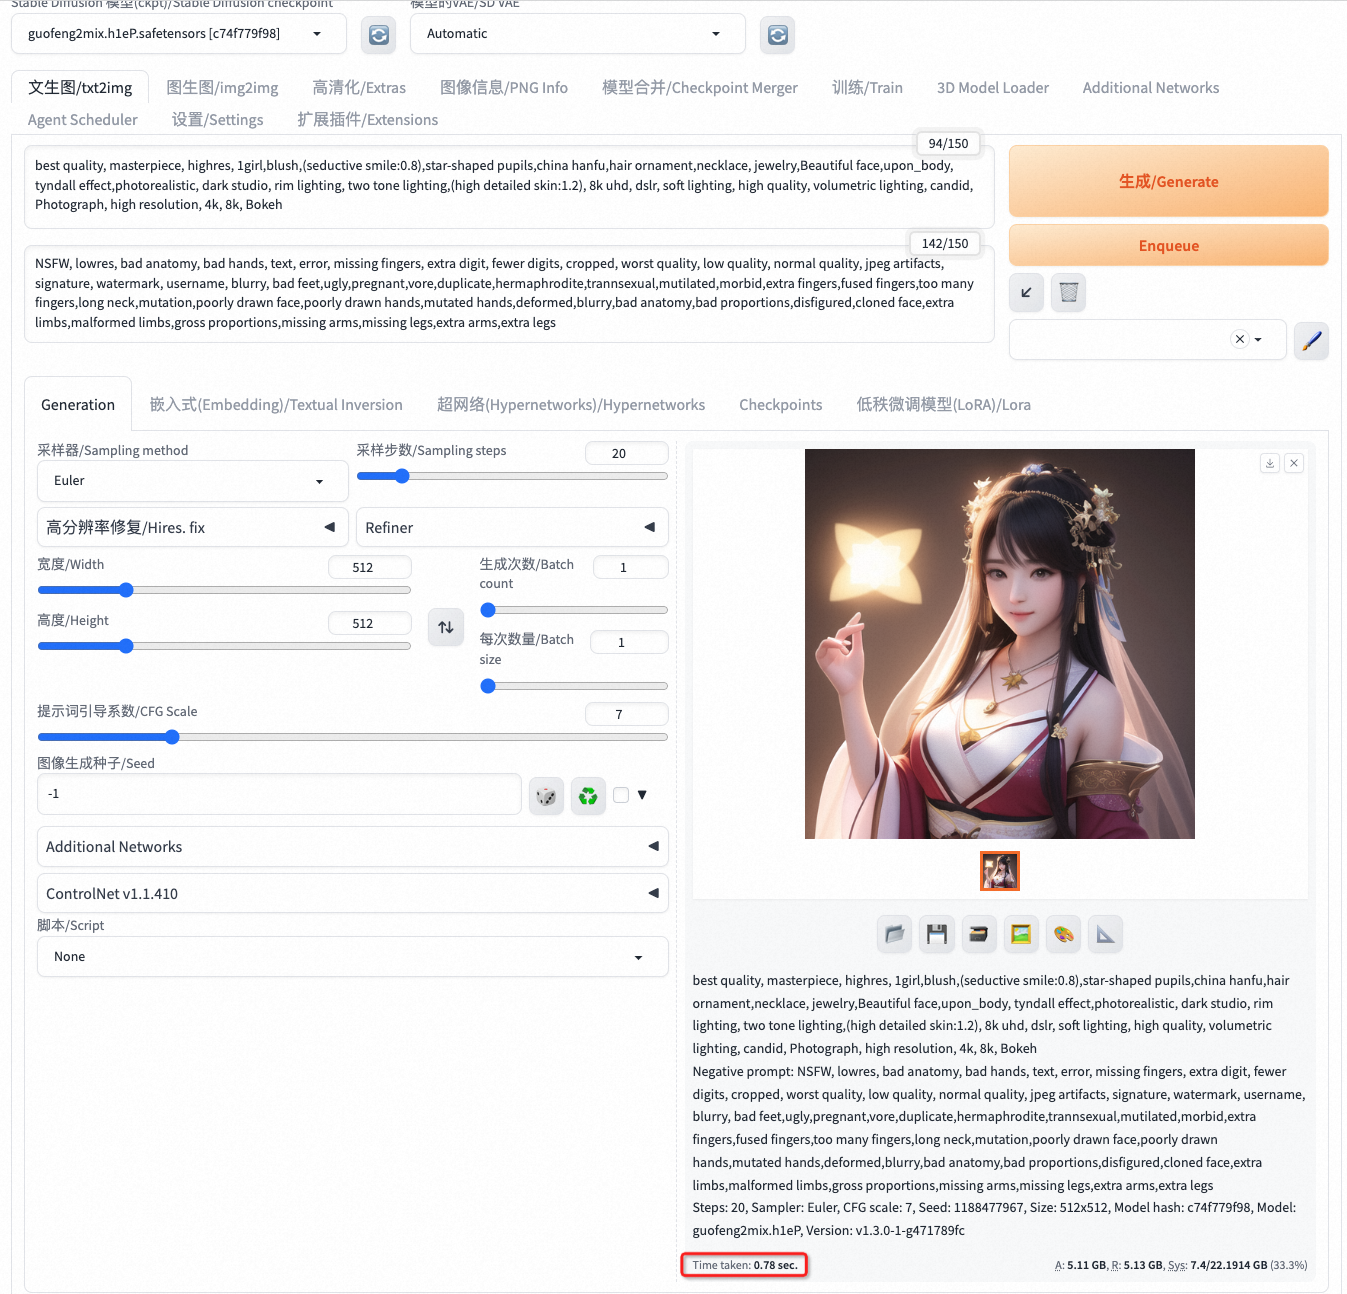 Stable Diffusion 模型(ckpt)/Stable Diffusion checkpoint
模型的VAE/SD VAE
guofeng2mix.h1eP.safetensors [c74f779f98]
Automatic
文生图/txt2img
图生图/img2img
高清化/Extras
图像信息/PNG Info
模型合并/Checkpoint Merger
训练/Train
3D Model Loader
Additional Networks
Agent Scheduler
设置/Settings
扩展插件/Extensions
94/150
best quality, masterpiece, highres, 1girl,blush,(seductive smile:0.8),star-shaped pupils,china hanfu,hair ornament,necklace, jewelry,Beautiful face,upon_body,
tyndall effect,photorealistic, dark studio, rim lighting, two tone lighting,(high detailed skin:1.2), 8k uhd, dslr, soft lighting, high quality, volumetric lighting, candid,
Photograph, high resolution, 4k, 8k, Bokeh
生成/Generate
142/150
Enqueue
NSFW, lowres, bad anatomy, bad hands, text, error, missing fingers, extra digit, fewer digits, cropped, worst quality, low quality, normal quality, jpeg artifacts,
signature, watermark, username, blurry, bad feet,ugly,pregnant,vore,duplicate,hermaphrodite,trannsexual,mutilated,morbid,extra fingers,fused fingers,too many
fingers,long neck,mutation,poorly drawn face,poorly drawn hands,mutated hands,deformed,blurry,bad anatomy,bad proportions,disfigured,cloned face,extra
limbs,malformed limbs,gross proportions,missing arms,missing legs,extra arms,extra legs
Generation
嵌入式(Embedding)/Textual Inversion
超网络(Hypernetworks)/Hypernetworks
Checkpoints
低秩微调模型(LoRA)/Lora
采样器/Sampling method
Euler
采样步数/Sampling steps
20
高分辨率修复/Hires. fix
Refiner
宽度/Width
512
高度/Height
512
生成次数/Batch
count
1
每次数量/Batch
size
1
提示词引导系数/CFG Scale
7
图像生成种子/Seed
-1
Additional Networks
ControlNet v1.1.410
脚本/Script
None
best quality, masterpiece, highres, 1girl,blush,(seductive smile:0.8),star-shaped pupils,china hanfu,hair
ornament,necklace, jewelry,Beautiful face,upon_body, tyndall effect,photorealistic, dark studio, rim
lighting, two tone lighting,(high detailed skin:1.2), 8k uhd, dslr, soft lighting, high quality, volumetric
lighting, candid, Photograph, high resolution, 4k, 8k, Bokeh
Negative prompt: NSFW, lowres, bad anatomy, bad hands, text, error, missing fingers, extra digit, fewer
digits, cropped, worst quality, low quality, normal quality, jpeg artifacts, signature, watermark, username,
blurry, bad feet,ugly,pregnant,vore,duplicate,hermaphrodite,trannsexual,mutilated,morbid,extra
fingers,fused fingers,too many fingers,long neck,mutation,poorly drawn face,poorly drawn
hands,mutated hands,deformed,blurry,bad anatomy,bad proportions,disfigured,cloned face,extra
limbs,malformed limbs,gross proportions,missing arms,missing legs,extra arms,extra legs
Steps: 20, Sampler: Euler, CFG scale: 7, Seed: 1188477967, Size: 512x512, Model hash: c74f779f98, Model:
guofeng2mix.h1eP, Version: v1.3.0-1-g471789fc
Time taken: 0.78 sec.
A: 5.11 GB, R: 5.13 GB, Sys: 7.4/22.1914 GB (33.3%)